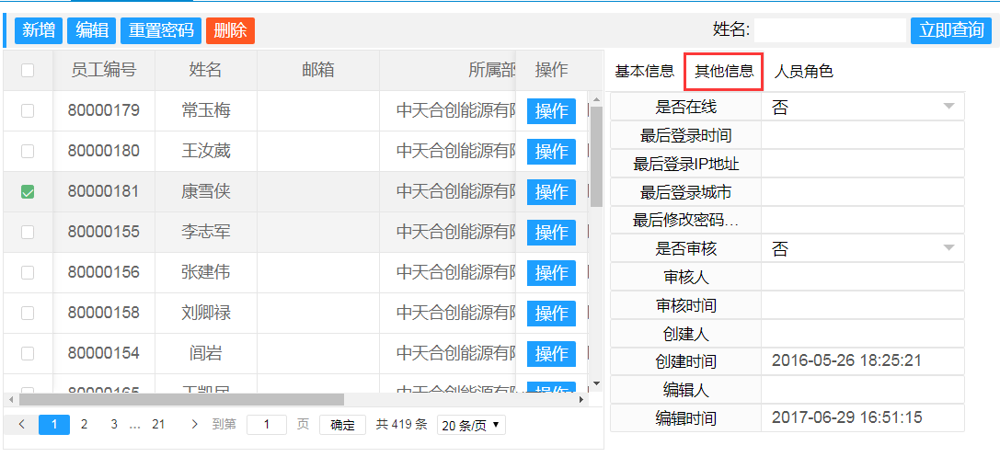 新增 编辑 重置密码 删除 姓名: 立即查询
员工编号 姓名 邮箱 所属部 操作
80000179 常玉梅 中天合创能源有限 操作
80000180 王汝葳 中天合创能源有限 操作
80000181 康雪侠 中天合创能源有限 操作
80000155 李志军 中天合创能源有限 操作
80000156 张建伟 中天合创能源有限 操作
80000158 刘卿禄 中天合创能源有限 操作
80000154 闾岩 中天合创能源有限 操作
80000165 操作
< 1 2 3 ... 21 > 到第 1 页 确定 共 419 条 20 条/页
基本信息 其他信息 人员角色
是否在线 否
最后登录时间
最后登录IP地址
最后登录城市
最后修改密码...
是否审核 否
审核人
审核时间
创建人
创建时间 2016-05-26 18:25:21
编辑人
编辑时间 2017-06-29 16:51:15